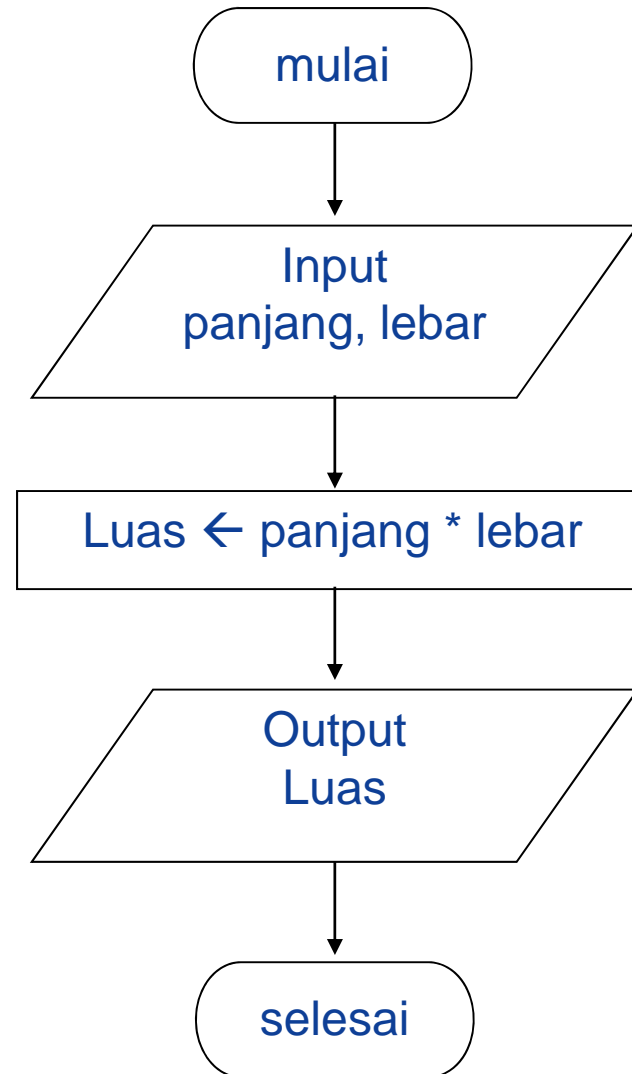 mulai
Input
panjang, lebar
Luas ← panjang * lebar
Output
Luas
selesai